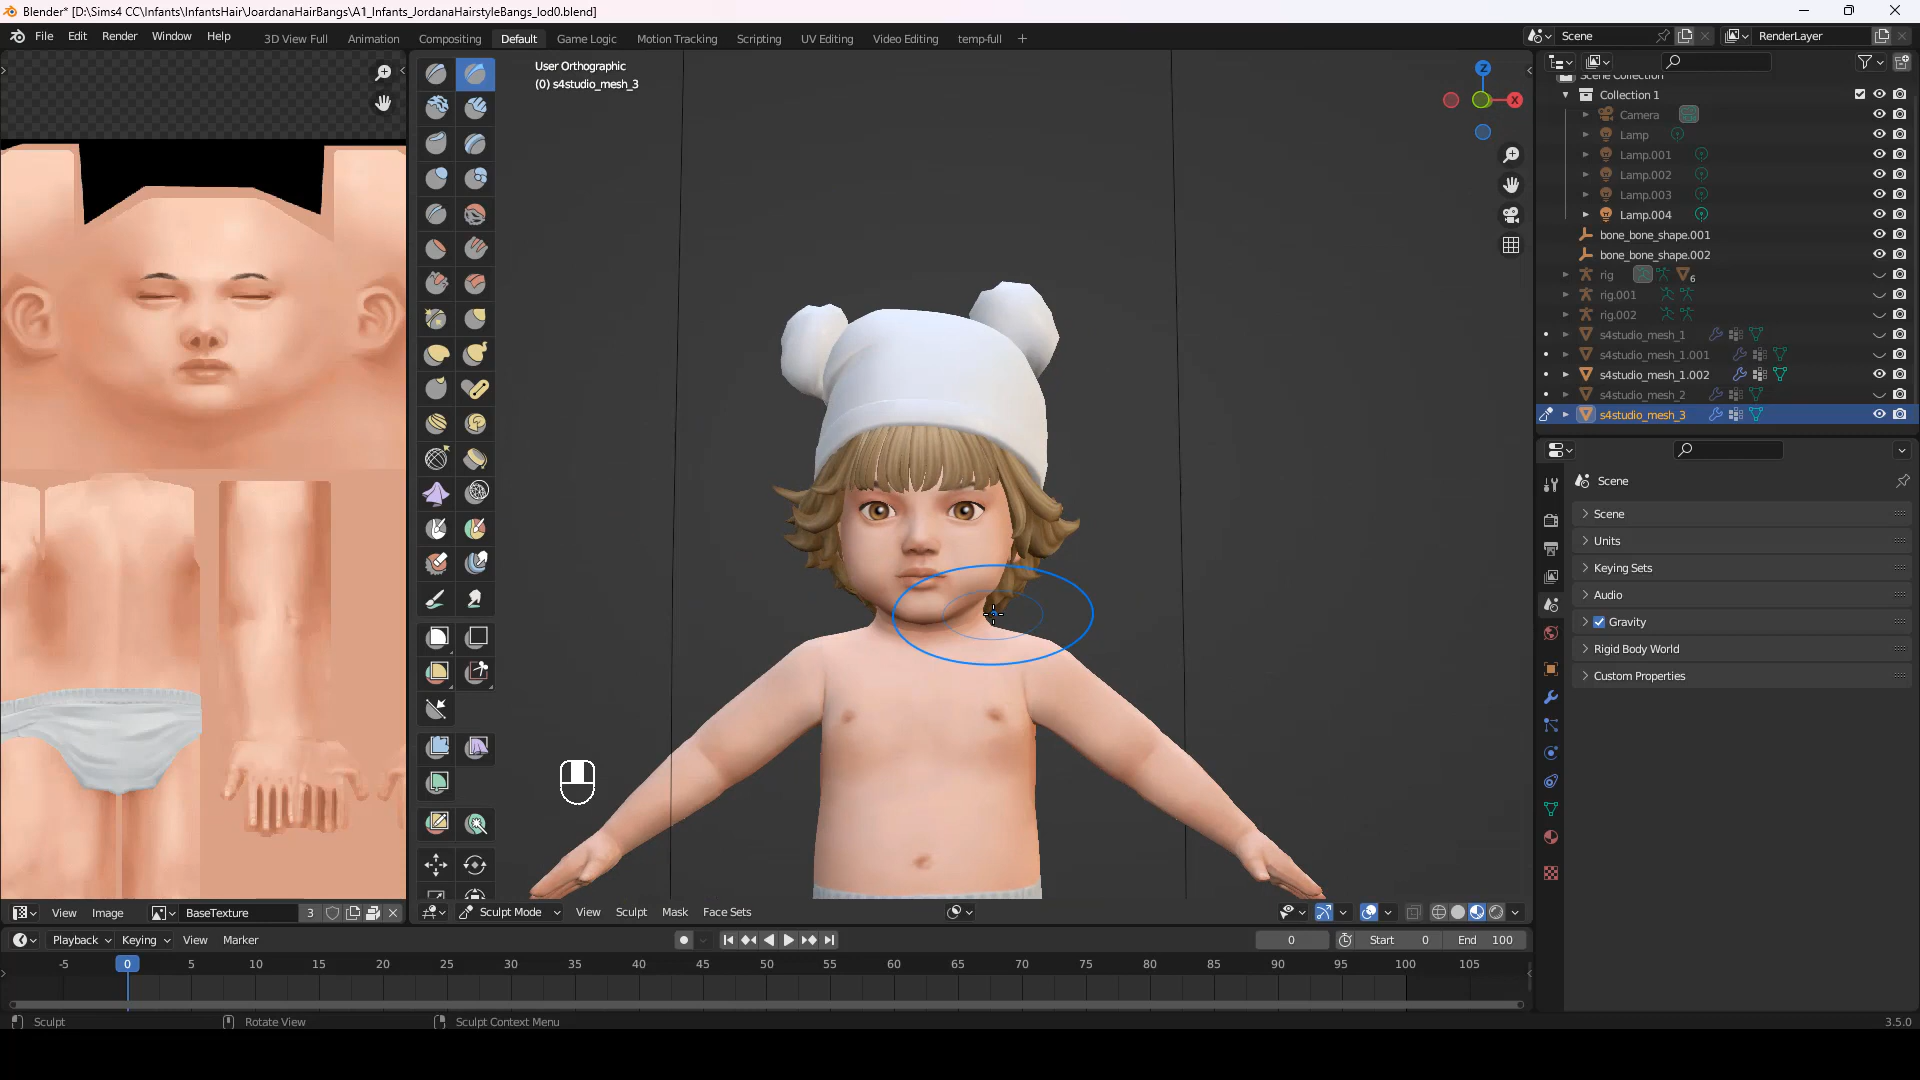 Blender* [D:\Sims4 CC\Infants\InfantsHair\JoardanaHairBangs\A1_Infants_JordanaHairstyleBangs_lod0.blend]
File Edit Render Window Help 3D View Full Animation Compositing Default Game Logic Motion Tracking Scripting UV Editing Video Editing temp-full + Scene RenderLayer
User Orthographic
(0) s4studio_mesh_3
Z
X
Scene Collection
Collection 1
Camera
Lamp
Lamp.001
Lamp.002
Lamp.003
Lamp.004
bone_bone_shape.001
bone_bone_shape.002
rig 6
rig.001
rig.002
s4studio_mesh_1
s4studio_mesh_1.001
s4studio_mesh_1.002
s4studio_mesh_2
s4studio_mesh_3
Scene
Scene
Units
Keying Sets
Audio
Gravity
Rigid Body World
Custom Properties
View Image BaseTexture 3 Sculpt Mode View Sculpt Mask Face Sets
Playback Keying View Marker 0 Start 0 End 100
-5 0 5 10 15 20 25 30 35 40 45 50 55 60 65 70 75 80 85 90 95 100 105
Sculpt Rotate View Sculpt Context Menu 3.5.0